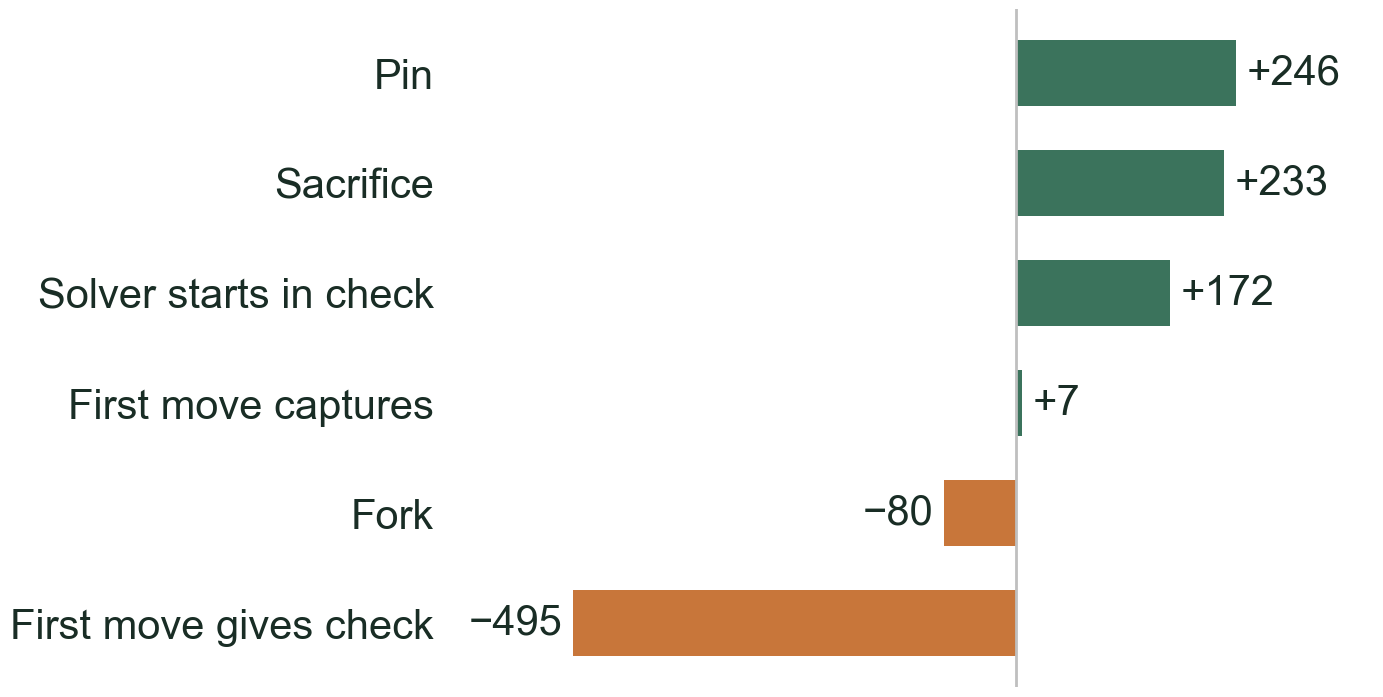 Pin +246
Sacrifice +233
Solver starts in check +172
First move captures +7
Fork −80
First move gives check −495